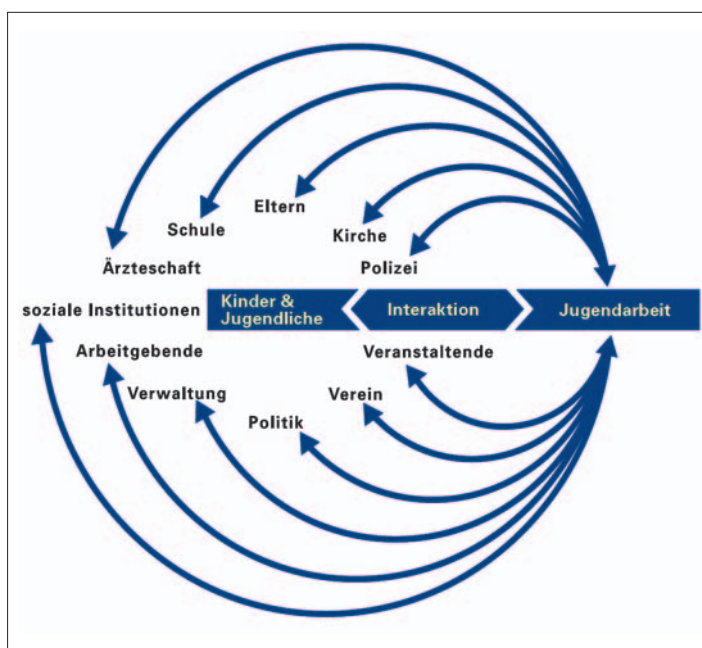 Eltern
Schule
Kirche
Ärzteschaft
Polizei
soziale Institutionen
Kinder &
Jugendliche
Interaktion
Jugendarbeit
Arbeitgebende
Veranstaltende
Verwaltung
Verein
Politik